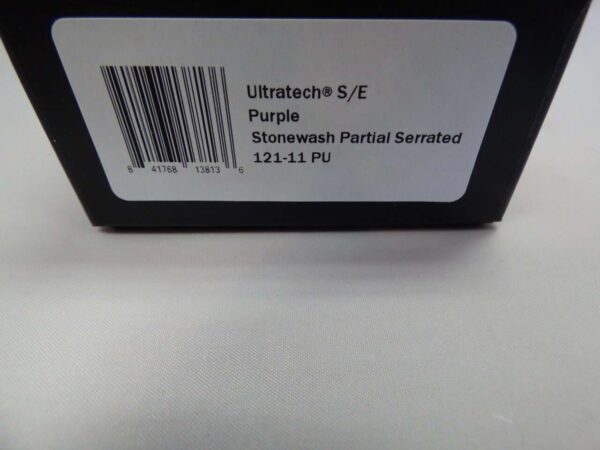 Ultratech® S/E
Purple
Stonewash Partial Serrated
121-11 PU
8 41768 13813 6